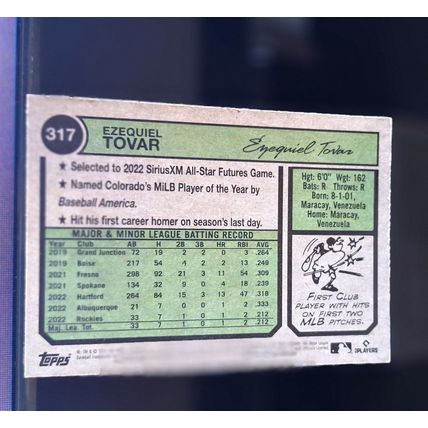 317
EZEQUIEL
TOVAR
Ezequiel Tovar
★ Selected to 2022 SiriusXM All-Star Futures Game.
★ Named Colorado's MiLB Player of the Year by
Baseball America.
★ Hit his first career homer on season's last day.
Hgt: 6'0" Wgt: 162
Bats: R Throws: R
Born: 8-1-01,
Maracay, Venezuela
Home: Maracay,
Venezuela
MAJOR & MINOR LEAGUE BATTING RECORD
Year Club AB H 2B 3B HR RBI AVG
2019 Grand Junction 72 19 2 2 0 3 .264
2019 Boise 217 54 4 2 2 13 .249
2021 Fresno 298 92 21 3 11 54 .309
2021 Spokane 134 32 9 0 4 18 .239
2022 Hartford 264 84 15 3 13 47 .318
2022 Albuquerque 21 7 0 0 1 2 .333
2022 Rockies 33 7 1 0 1 2 .212
Maj. Lea. Tot. 33 7 1 0 1 2 .212
FIRST CLUB
PLAYER WITH HITS
ON FIRST TWO
MLB PITCHES.
Topps
PLAYERS